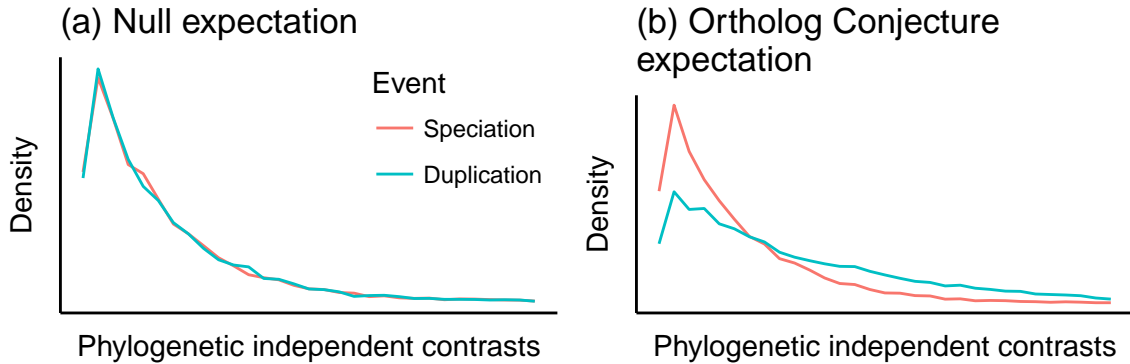 (a) Null expectation
Event
Speciation
Duplication
Density
Phylogenetic independent contrasts
(b) Ortholog Conjecture
expectation
Density
Phylogenetic independent contrasts